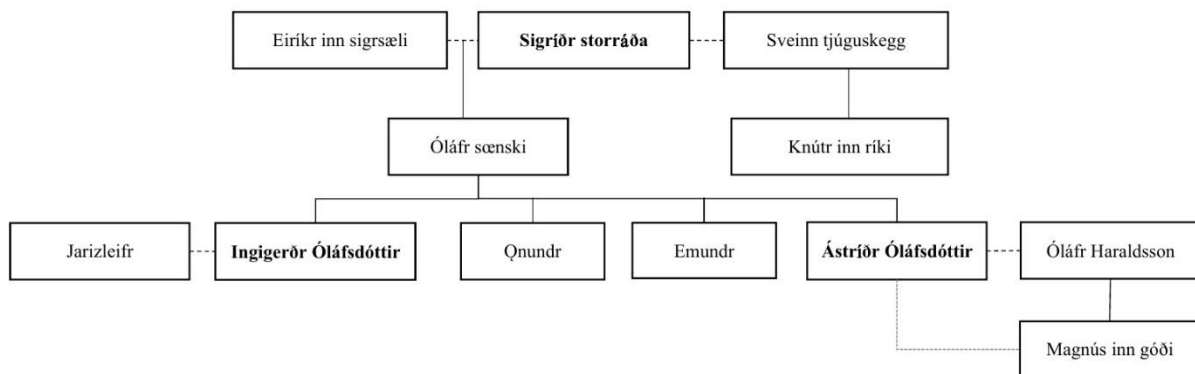 Eiríkr inn sigrsæli
Sigríðr storráða
Sveinn tjúguskegg
Óláfr sœnski
Knútr inn ríki
Jarizleifr
Ingigerðr Óláfsdóttir
Ǫnundr
Emundr
Ástríðr Óláfsdóttir
Óláfr Haraldsson
Magnús inn góði